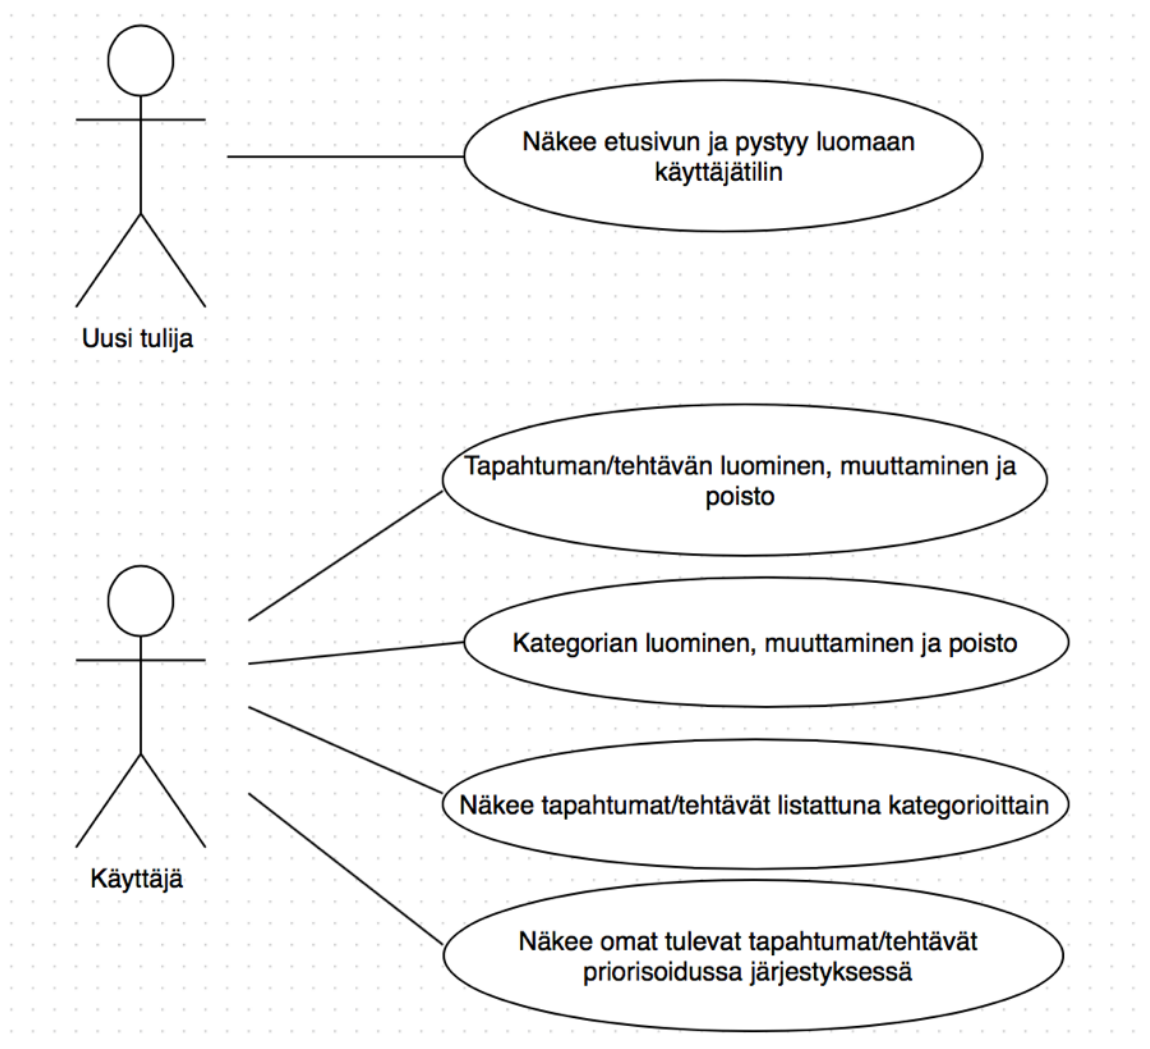 Näkee etusivun ja pystyy luomaan
käyttäjätilin
Uusi tulija
Tapahtuman/tehtävän luominen, muuttaminen ja
poisto
Kategorian luominen, muuttaminen ja poisto
Näkee tapahtumat/tehtävät listattuna kategorioittain
Käyttäjä
Näkee omat tulevat tapahtumat/tehtävät
priorisoidussa järjestyksessä